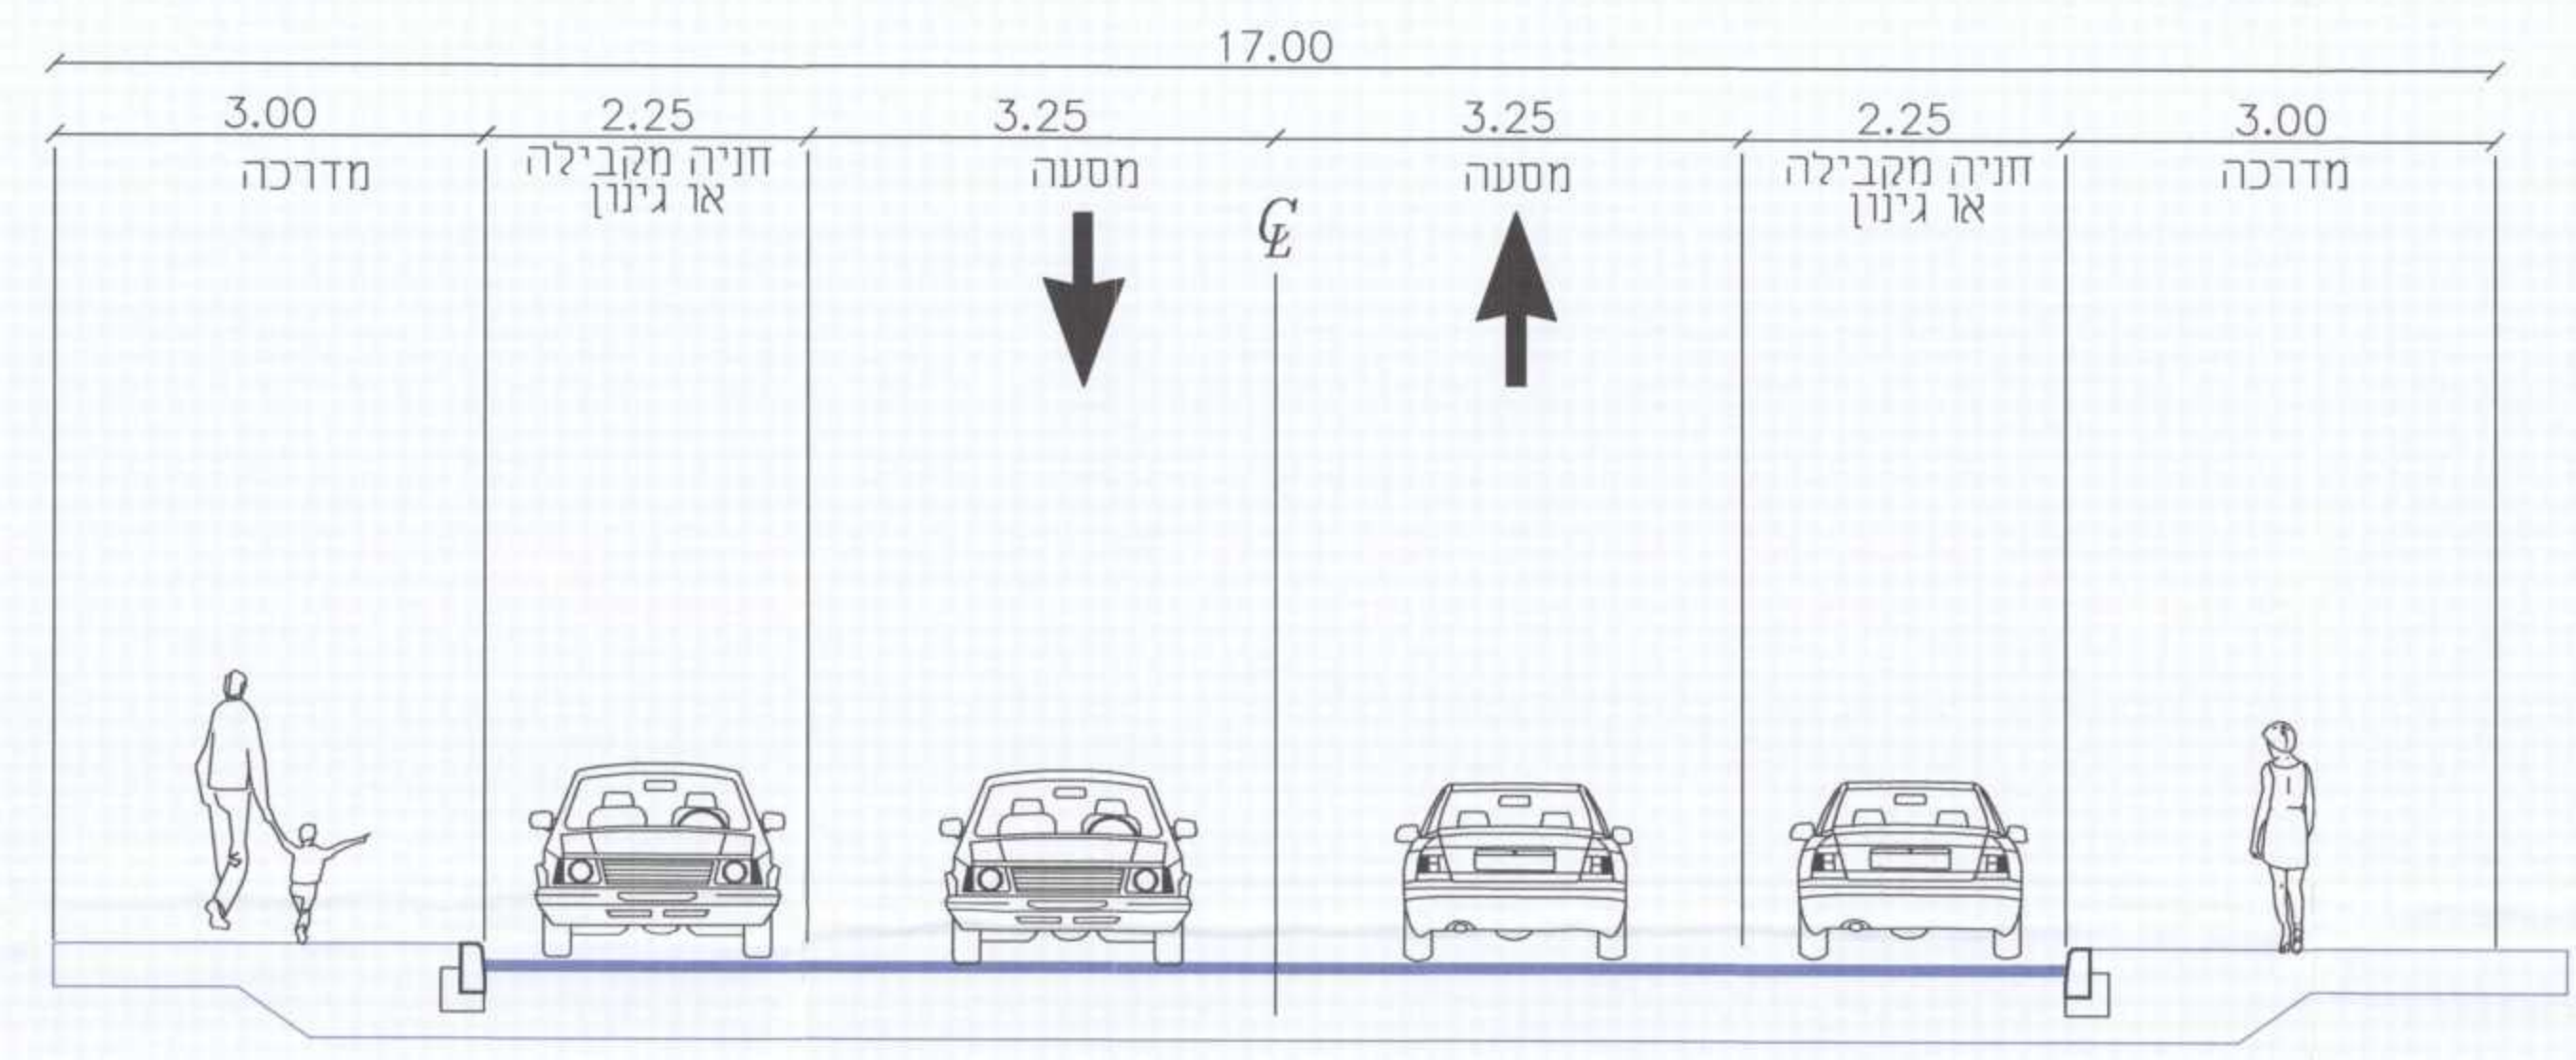 17.00
3.00
2.25
3.25
3.25
2.25
3.00
מדרכה
חניה מקבילה
או גינון
מסעה
מסעה
חניה מקבילה
או גינון
מדרכה
℄